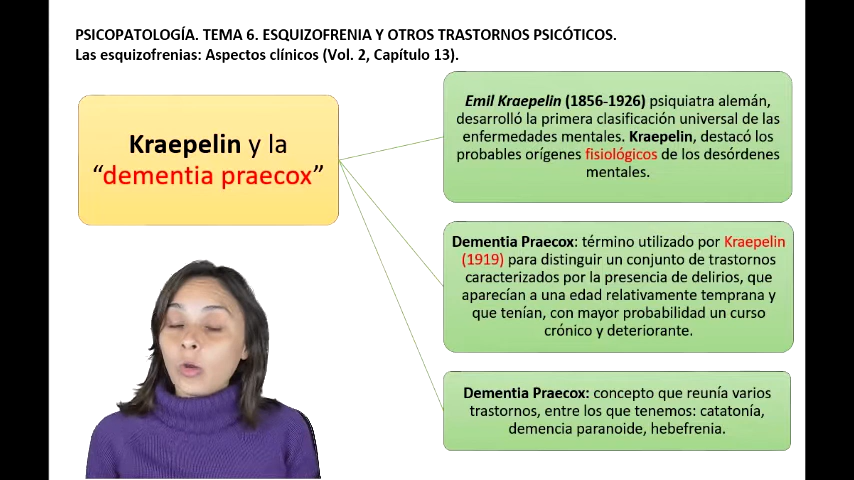 PSICOPATOLOGÍA. TEMA 6. ESQUIZOFRENIA Y OTROS TRASTORNOS PSICÓTICOS.
Las esquizofrenias: Aspectos clínicos (Vol. 2, Capítulo 13).
Kraepelin y la
“dementia praecox”
Emil Kraepelin (1856-1926) psiquiatra alemán,
desarrolló la primera clasificación universal de las
enfermedades mentales. Kraepelin, destacó los
probables orígenes fisiológicos de los desórdenes
mentales.
Dementia Praecox: término utilizado por Kraepelin
(1919) para distinguir un conjunto de trastornos
caracterizados por la presencia de delirios, que
aparecían a una edad relativamente temprana y
que tenían, con mayor probabilidad un curso
crónico y deteriorante.
Dementia Praecox: concepto que reunía varios
trastornos, entre los que tenemos: catatonía,
demencia paranoide, hebefrenia.